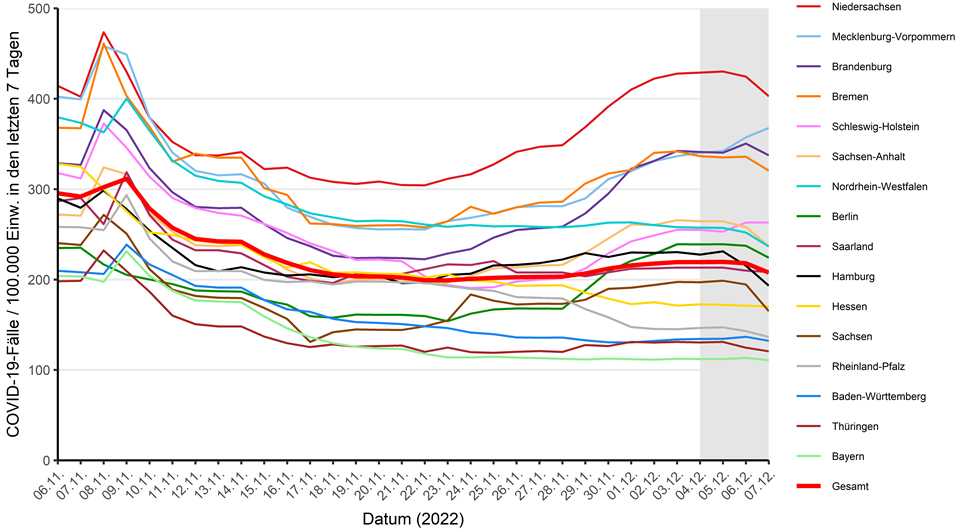 COVID-19-Fälle / 100.000 Einw. in den letzten 7 Tagen
500
400
300
200
100
0
06.11.
07.11.
08.11.
09.11.
10.11.
11.11.
12.11.
13.11.
14.11.
15.11.
16.11.
17.11.
18.11.
19.11.
20.11.
21.11.
22.11.
23.11.
24.11.
25.11.
26.11.
27.11.
28.11.
29.11.
30.11.
01.12.
02.12.
03.12.
04.12.
05.12.
06.12.
07.12.
Datum (2022)
Niedersachsen
Mecklenburg-Vorpommern
Brandenburg
Bremen
Schleswig-Holstein
Sachsen-Anhalt
Nordrhein-Westfalen
Berlin
Saarland
Hamburg
Hessen
Sachsen
Rheinland-Pfalz
Baden-Württemberg
Thüringen
Bayern
Gesamt